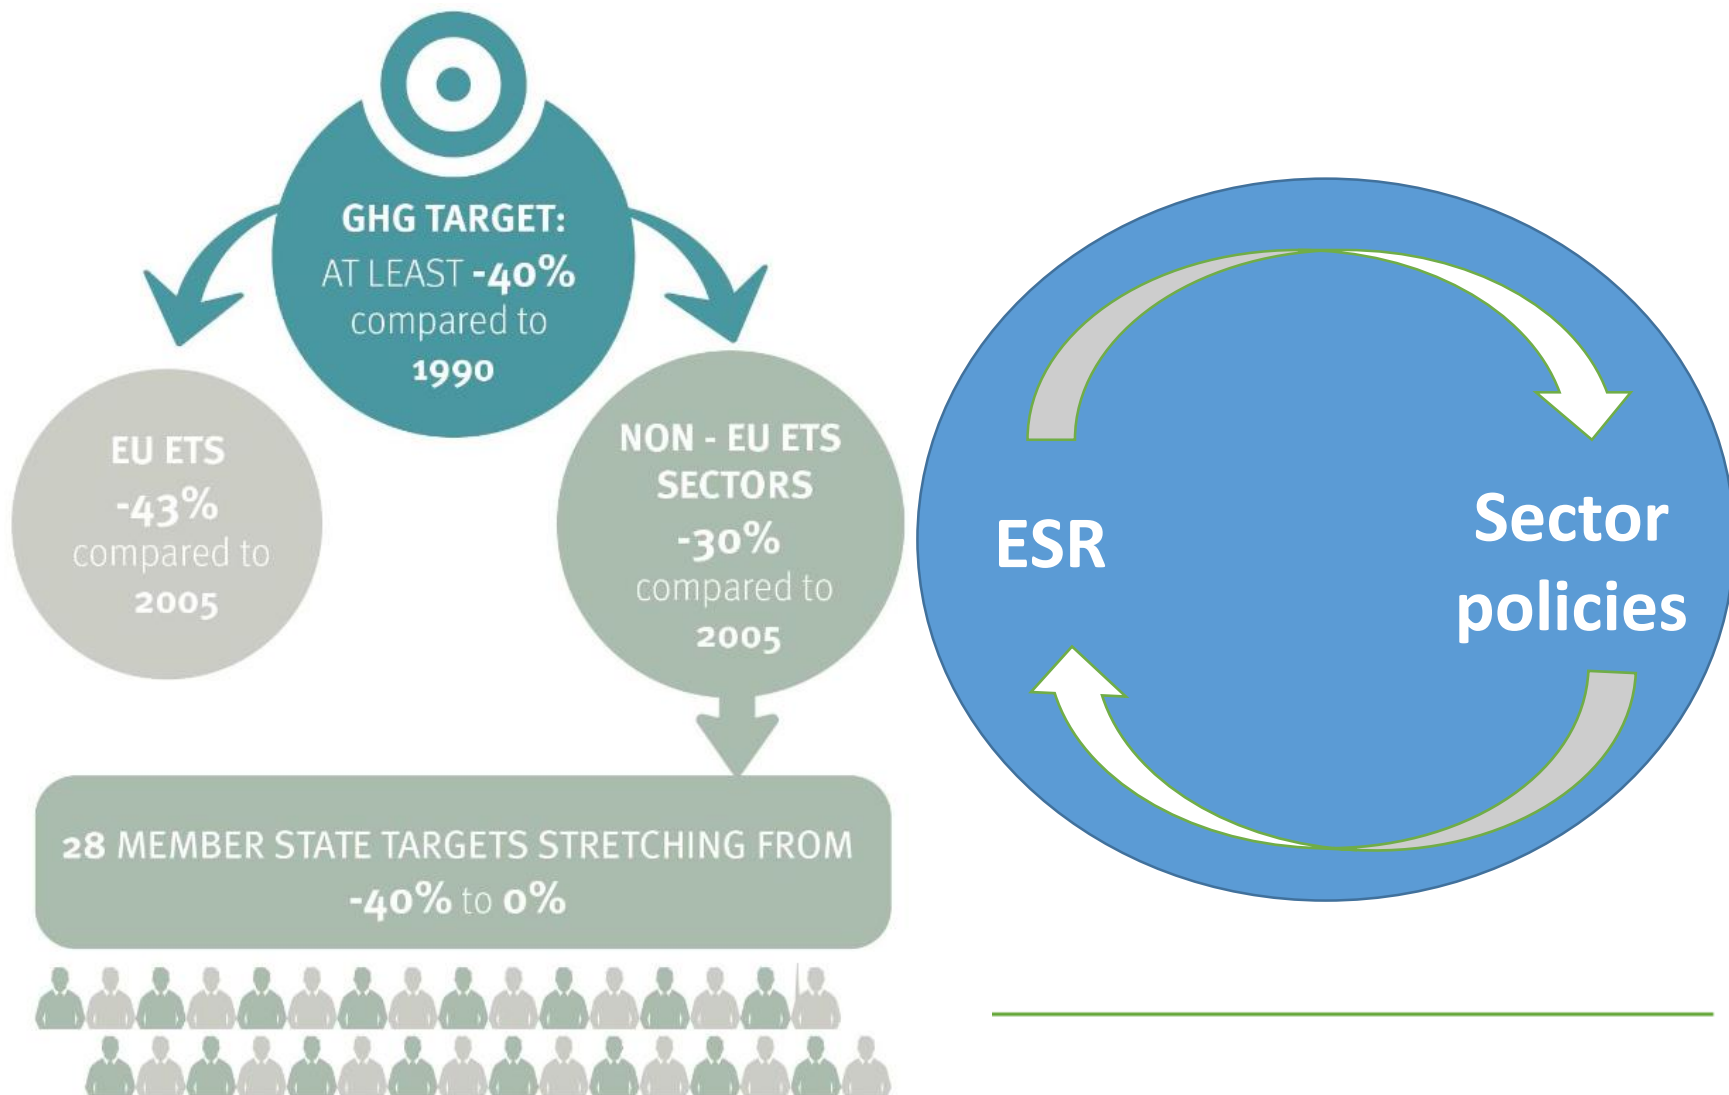 GHG TARGET:
AT LEAST -40%
compared to
1990
EU ETS
-43%
compared to
2005
NON - EU ETS
SECTORS
-30%
compared to
2005
28 MEMBER STATE TARGETS STRETCHING FROM
-40% to 0%
ESR
Sector
policies